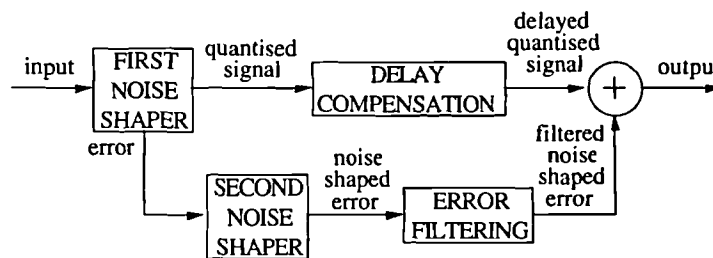 input
FIRST
NOISE
SHAPER
quantised
signal
DELAY
COMPENSATION
delayed
quantised
signal
+
output
error
SECOND
NOISE
SHAPER
noise
shaped
error
ERROR
FILTERING
filtered
noise
shaped
error